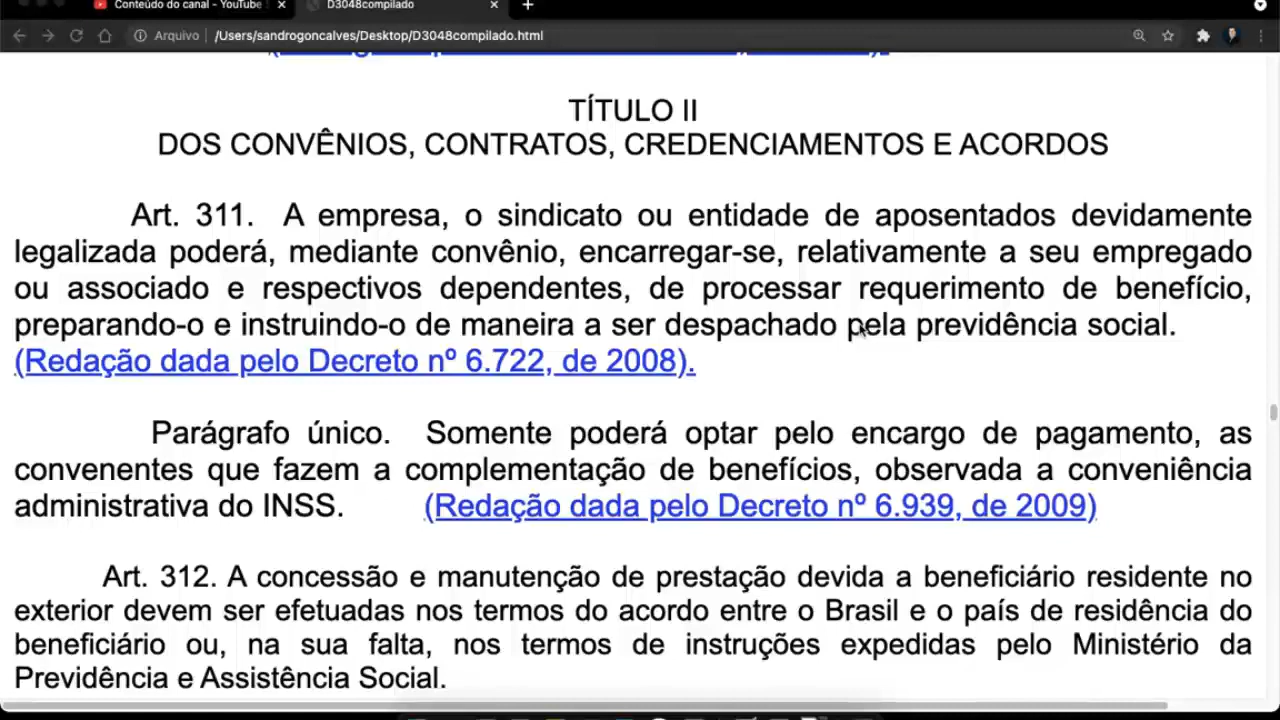 Conteúdo do canal - YouTube
D3048compilado
Arquivo
/Users/sandrogoncalves/Desktop/D3048compilado.html
TÍTULO II
DOS CONVÊNIOS, CONTRATOS, CREDENCIAMENTOS E ACORDOS
Art. 311. A empresa, o sindicato ou entidade de aposentados devidamente
legalizada poderá, mediante convênio, encarregar-se, relativamente a seu empregado
ou associado e respectivos dependentes, de processar requerimento de benefício,
preparando-o e instruindo-o de maneira a ser despachado pela previdência social.
(Redação dada pelo Decreto nº 6.722, de 2008).
Parágrafo único. Somente poderá optar pelo encargo de pagamento, as
convenentes que fazem a complementação de benefícios, observada a conveniência
administrativa do INSS. (Redação dada pelo Decreto nº 6.939, de 2009)
Art. 312. A concessão e manutenção de prestação devida a beneficiário residente no
exterior devem ser efetuadas nos termos do acordo entre o Brasil e o país de residência do
beneficiário ou, na sua falta, nos termos de instruções expedidas pelo Ministério da
Previdência e Assistência Social.